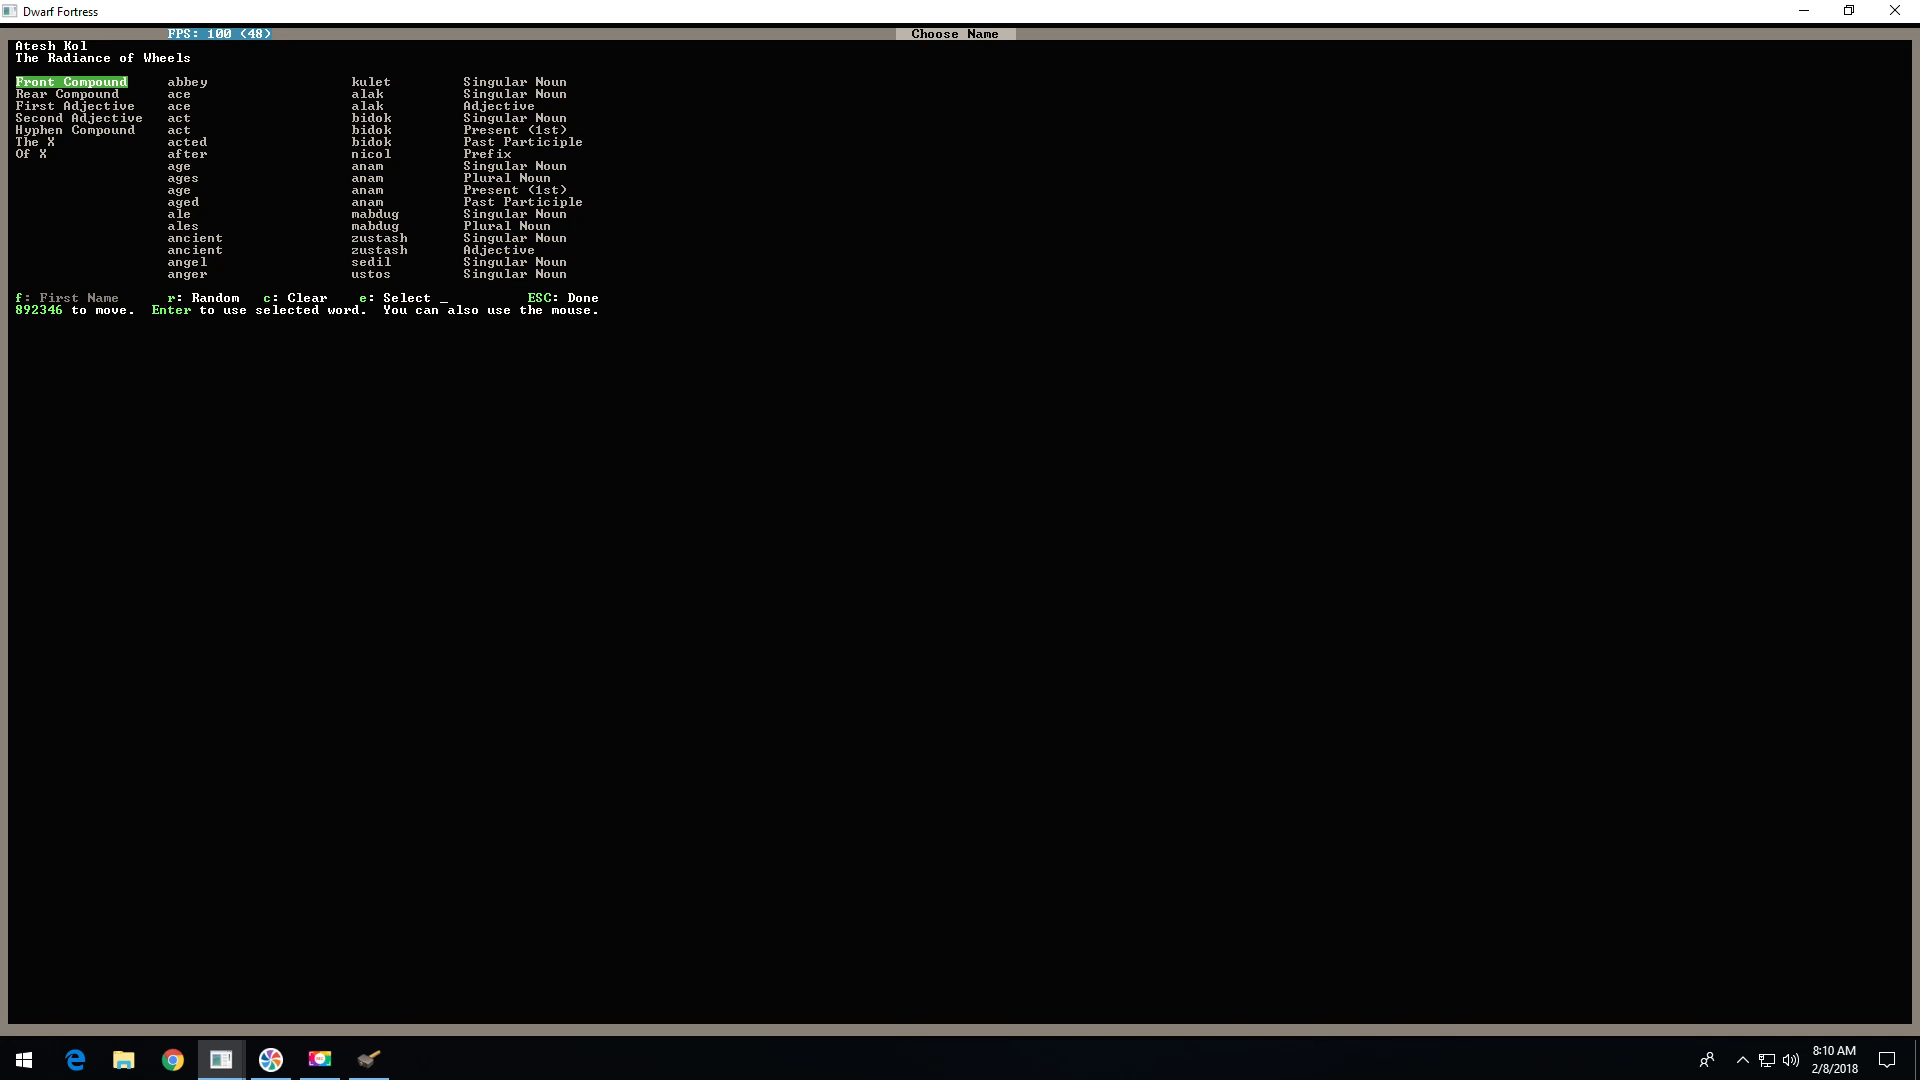 Dwarf Fortress
FPS: 100 (48) Choose Name
Atesh Kol
The Radiance of Wheels
Front Compound abbey kulet Singular Noun
Rear Compound ace alak Singular Noun
First Adjective ace alak Adjective
Second Adjective act bidok Singular Noun
Hyphen Compound act bidok Present (1st)
The X acted bidok Past Participle
Of X after nicol Prefix
age anam Singular Noun
ages anam Plural Noun
age anam Present (1st)
aged anam Past Participle
ale mabdug Singular Noun
ales mabdug Plural Noun
ancient zustash Singular Noun
ancient zustash Adjective
angel sedil Singular Noun
anger ustos Singular Noun
f: First Name r: Random c: Clear e: Select _ ESC: Done
892346 to move. Enter to use selected word. You can also use the mouse.
8:10 AM
2/8/2018